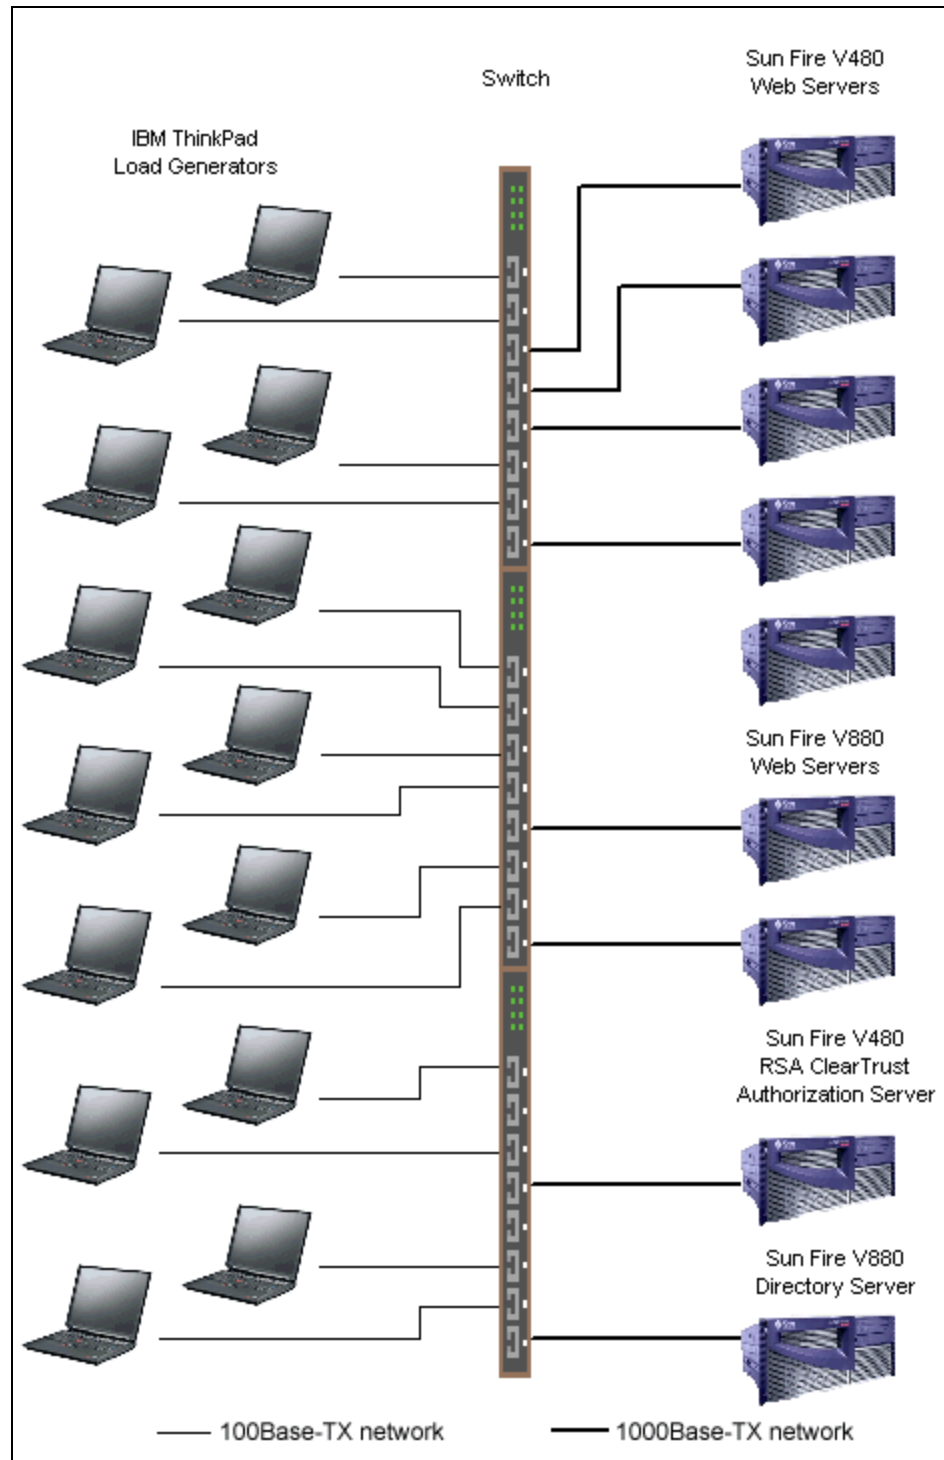 Sun Fire V480
Web Servers
Switch
IBM ThinkPad
Load Generators
Sun Fire V880
Web Servers
Sun Fire V480
RSA ClearTrust
Authorization Server
Sun Fire V880
Directory Server
100Base-TX network
1000Base-TX network